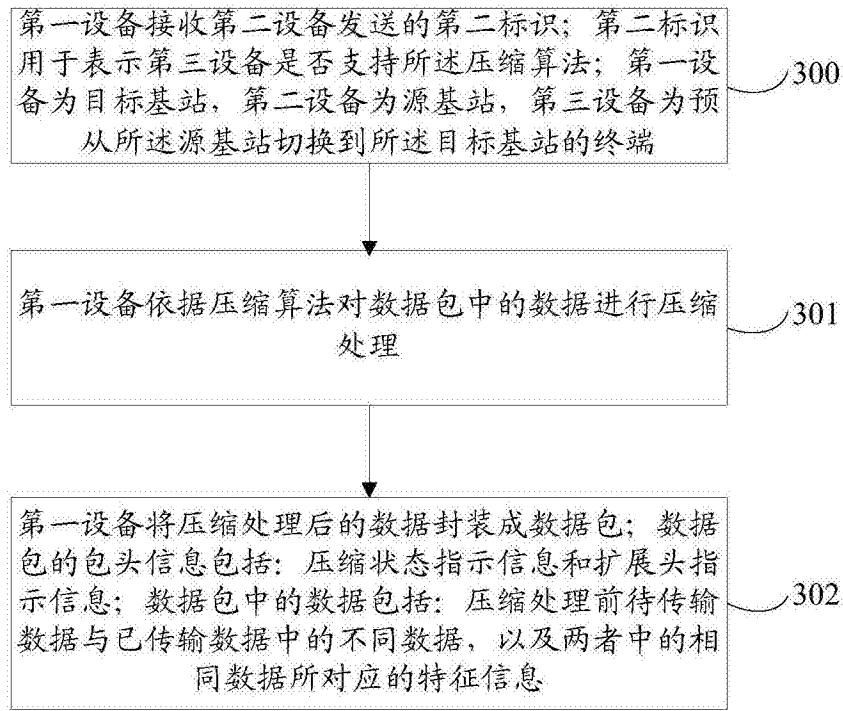 第一设备接收第二设备发送的第二标识；第二标识
用于表示第三设备是否支持所述压缩算法；第一设
备为目标基站，第二设备为源基站，第三设备为预
从所述源基站切换到所述目标基站的终端
300
第一设备依据压缩算法对数据包中的数据进行压缩
处理
301
第一设备将压缩处理后的数据封装成数据包；数据
包的包头信息包括：压缩状态指示信息和扩展头指
示信息；数据包中的数据包括：压缩处理前待传输
数据与已传输数据中的不同数据，以及两者中的相
同数据所对应的特征信息
302